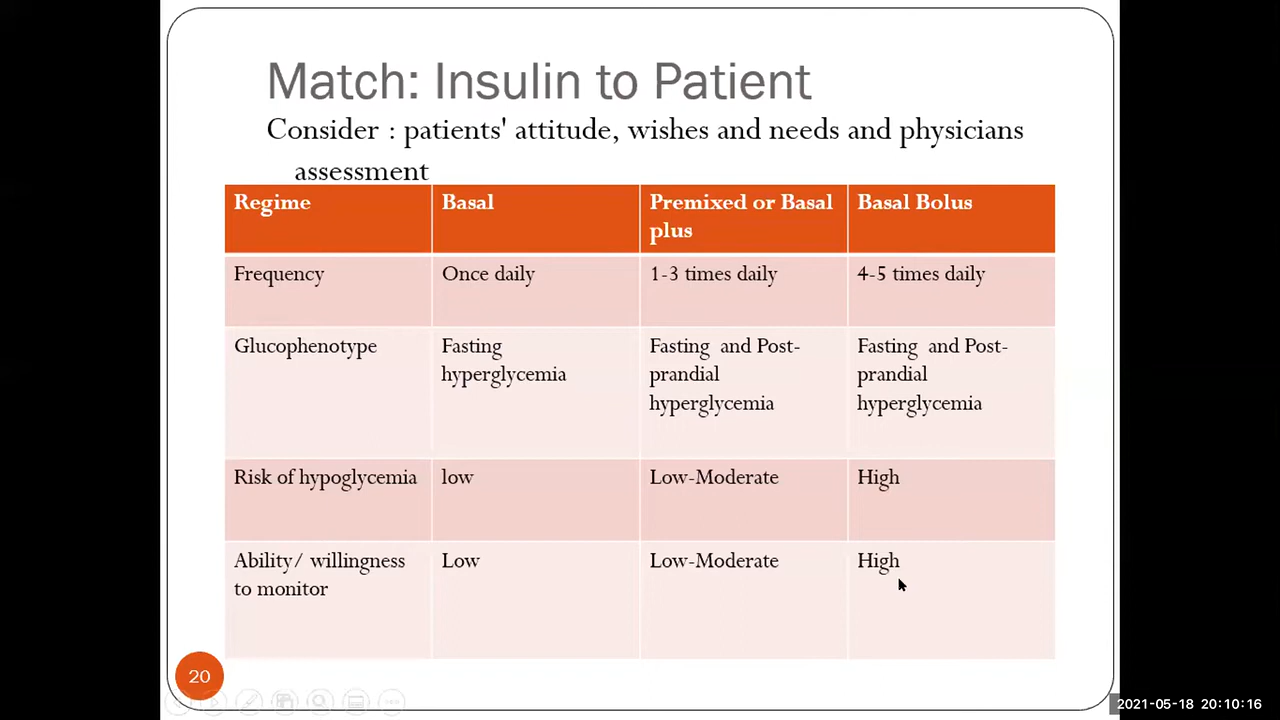 Match: Insulin to Patient
Consider : patients' attitude, wishes and needs and physicians
assessment
Regime
Basal
Premixed or Basal
plus
Basal Bolus
Frequency
Once daily
1-3 times daily
4-5 times daily
Glucophenotype
Fasting
hyperglycemia
Fasting and Post-
prandial
hyperglycemia
Fasting and Post-
prandial
hyperglycemia
Risk of hypoglycemia
low
Low-Moderate
High
Ability/ willingness
to monitor
Low
Low-Moderate
High
20
2021-05-18 20:10:16